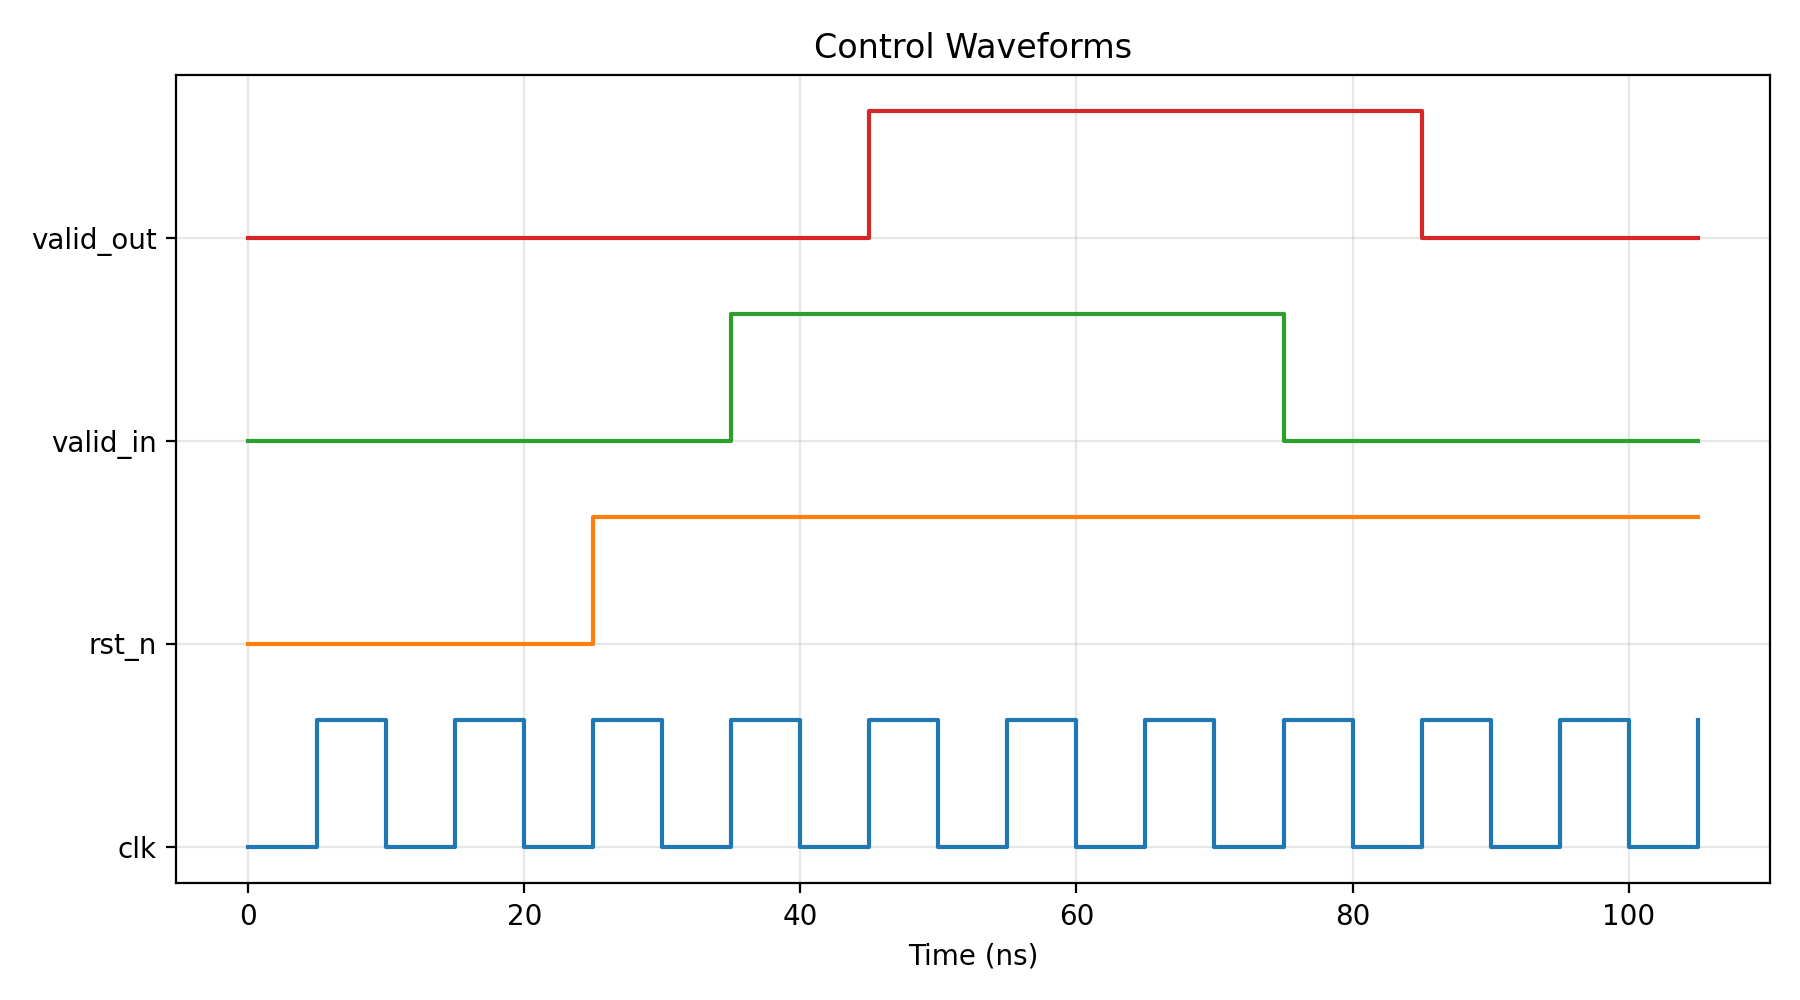 Control Waveforms
valid_out
valid_in
rst_n
clk
0 20 40 60 80 100
Time (ns)